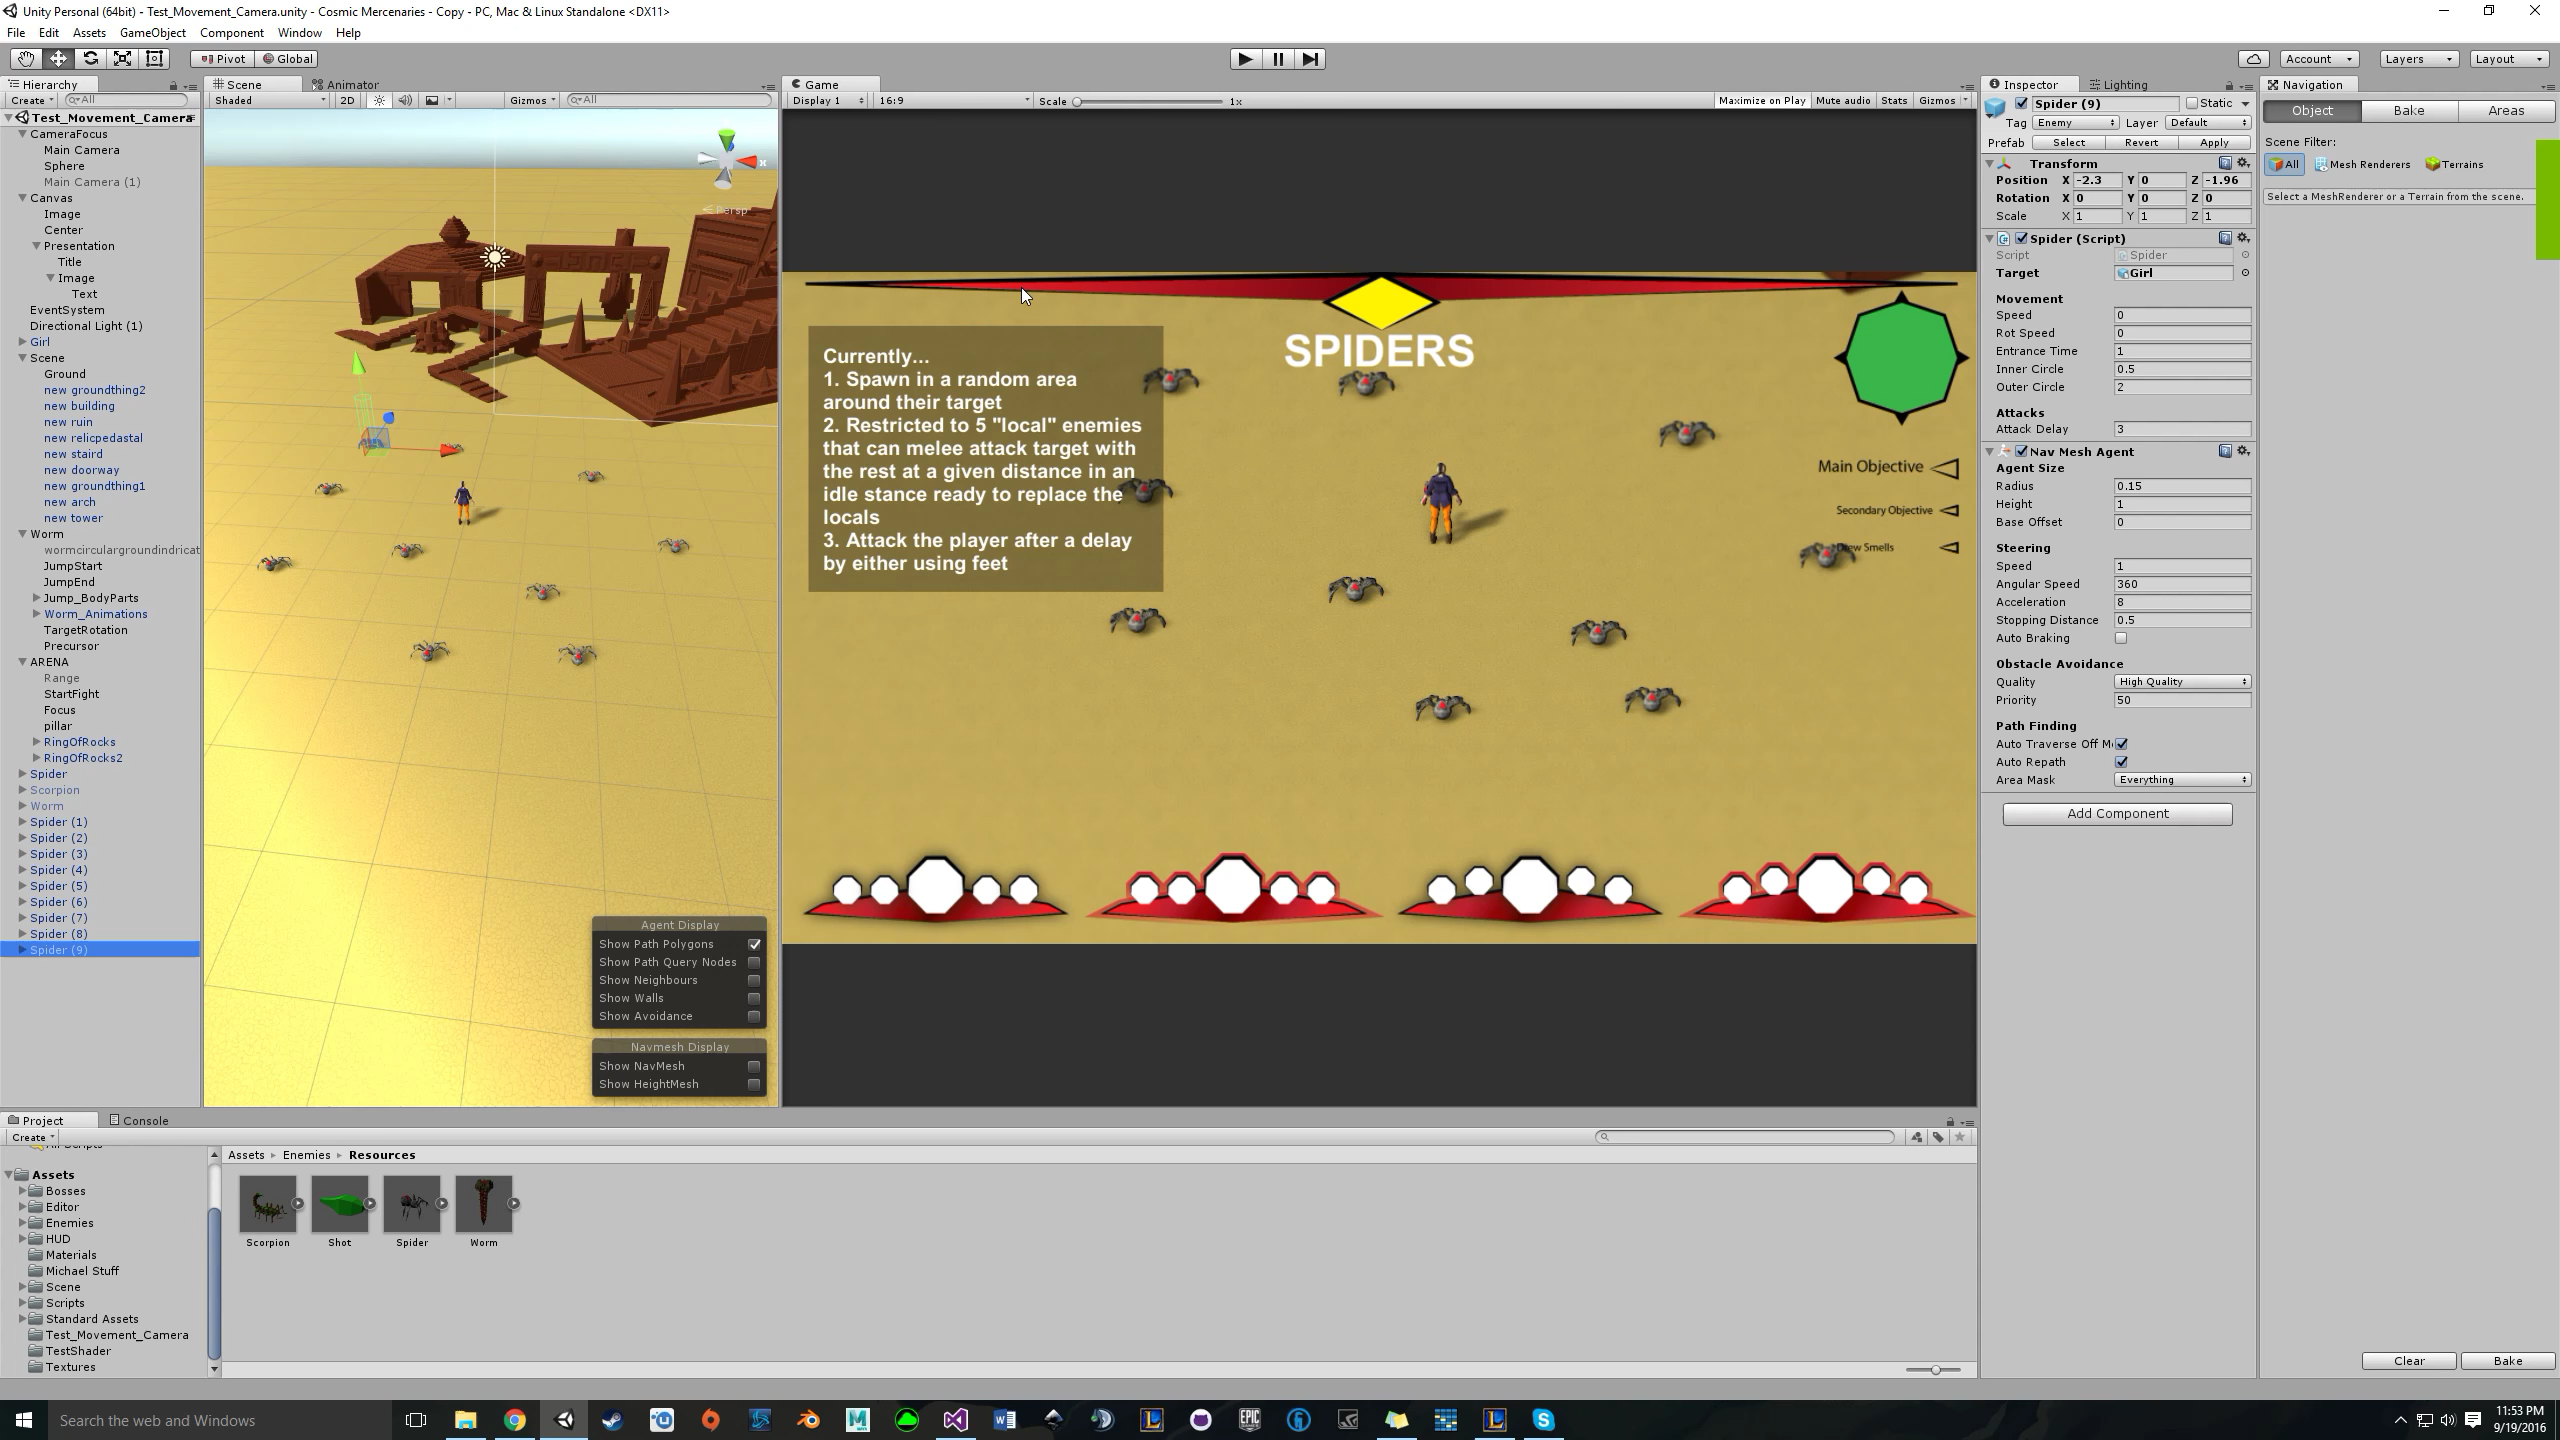 Unity Personal (64bit) - Test_Movement_Camera.unity - Cosmic Mercenaries - Copy - PC, Mac & Linux Standalone <DX11>
File Edit Assets GameObject Component Window Help
Pivot Global Account Layers Layout
Hierarchy
Create All
Test_Movement_Camera
CameraFocus
Main Camera
Sphere
Main Camera (1)
Canvas
Image
Center
Presentation
Title
Image
Text
EventSystem
Directional Light (1)
Girl
Scene
Ground
new groundthing2
new building
new ruin
new relicpedastal
new staird
new doorway
new groundthing1
new arch
new tower
Worm
wormcirculargroundindricat
JumpStart
JumpEnd
Jump_BodyParts
Worm_Animations
TargetRotation
Precursor
ARENA
Range
StartFight
Focus
pillar
RingOfRocks
RingOfRocks2
Spider
Scorpion
Worm
Spider (1)
Spider (2)
Spider (3)
Spider (4)
Spider (5)
Spider (6)
Spider (7)
Spider (8)
Spider (9)
Scene Animator
Shaded 2D Gizmos All
x
Persp
Agent Display
Show Path Polygons
Show Path Query Nodes
Show Neighbours
Show Walls
Show Avoidance
Navmesh Display
Show NavMesh
Show HeightMesh
Game
Display 1 16:9 Scale 1x Maximize on Play Mute audio Stats Gizmos
SPIDERS
Currently...
1. Spawn in a random area
around their target
2. Restricted to 5 "local" enemies
that can melee attack target with
the rest at a given distance in an
idle stance ready to replace the
locals
3. Attack the player after a delay
by either using feet
Main Objective
Secondary Objective
Smells
Inspector Lighting
Spider (9) Static
Tag Enemy Layer Default
Prefab Select Revert Apply
Transform
Position X -2.3 Y 0 Z -1.96
Rotation X 0 Y 0 Z 0
Scale X 1 Y 1 Z 1
Spider (Script)
Script Spider
Target Girl
Movement
Speed 0
Rot Speed 0
Entrance Time 1
Inner Circle 0.5
Outer Circle 2
Attacks
Attack Delay 3
Nav Mesh Agent
Agent Size
Radius 0.15
Height 1
Base Offset 0
Steering
Speed 1
Angular Speed 360
Acceleration 8
Stopping Distance 0.5
Auto Braking
Obstacle Avoidance
Quality High Quality
Priority 50
Path Finding
Auto Traverse Off M
Auto Repath
Area Mask Everything
Add Component
Navigation
Object Bake Areas
Scene Filter:
All Mesh Renderers Terrains
Select a MeshRenderer or a Terrain from the scene.
Clear Bake
Project Console
Create
All Scripts
Assets
Bosses
Editor
Enemies
HUD
Materials
Michael Stuff
Scene
Scripts
Standard Assets
Test_Movement_Camera
TestShader
Textures
Assets Enemies Resources
Scorpion Shot Spider Worm
Search the web and Windows
EPIC
GAMES
11:53 PM
9/19/2016